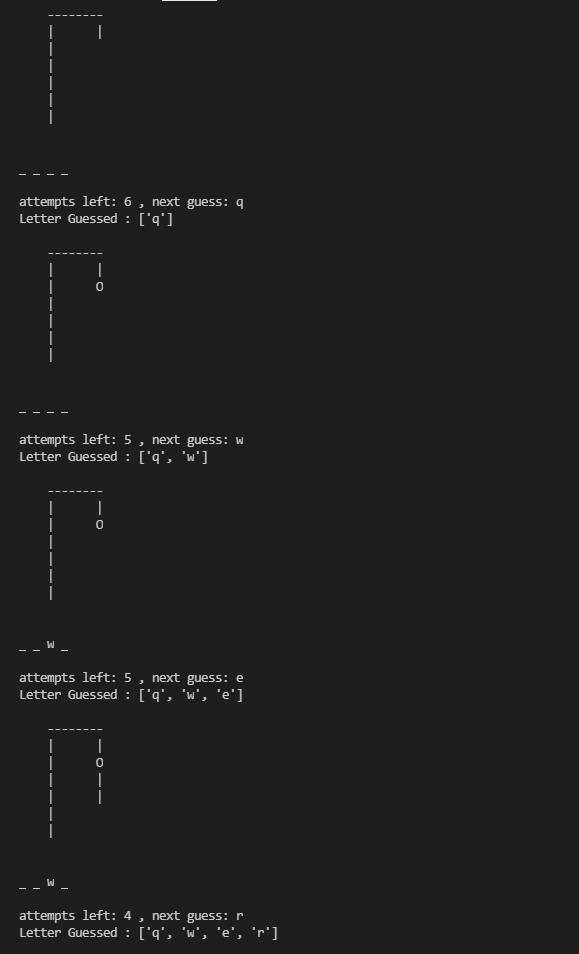 --------
    |      |
    |
    |
    |
    |
    |
_ _ _ _
attempts left: 6 , next guess: q
Letter Guessed : ['q']
    --------
    |      |
    |      O
    |
    |
    |
    |
_ _ _ _
attempts left: 5 , next guess: w
Letter Guessed : ['q', 'w']
    --------
    |      |
    |      O
    |
    |
    |
    |
_ _ w _
attempts left: 5 , next guess: e
Letter Guessed : ['q', 'w', 'e']
    --------
    |      |
    |      O
    |      |
    |      |
    |
    |
_ _ w _
attempts left: 4 , next guess: r
Letter Guessed : ['q', 'w', 'e', 'r']